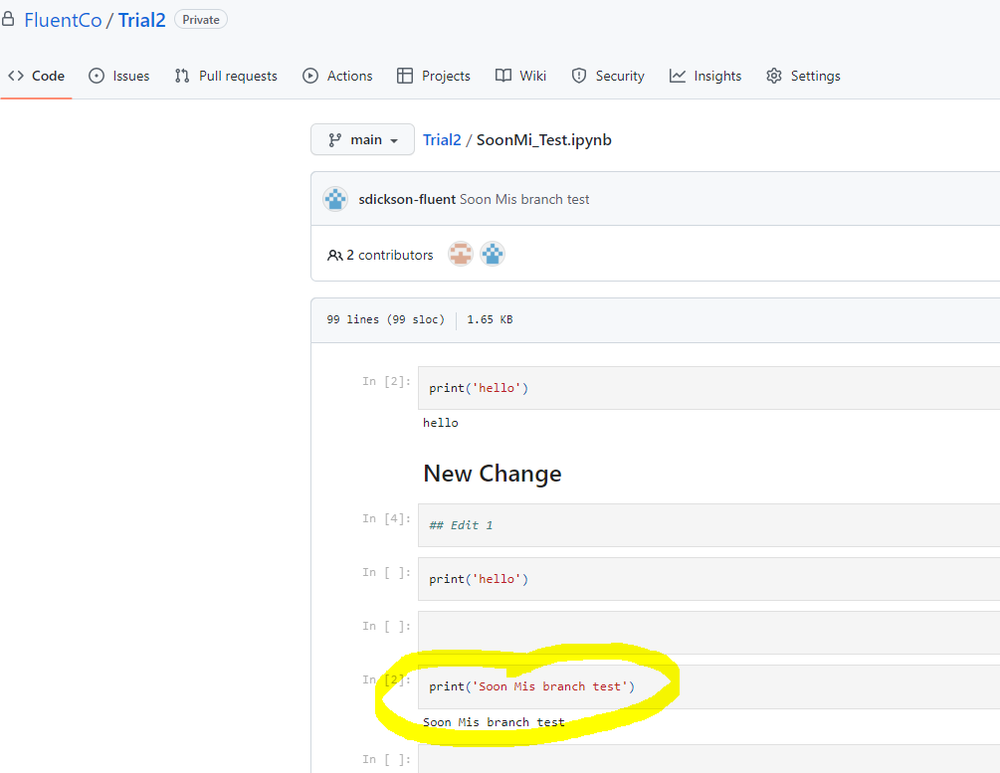 FluentCo / Trial2 Private
Code Issues Pull requests Actions Projects Wiki Security Insights Settings
main Trial2 / SoonMi_Test.ipynb
sdickson-fluent Soon Mis branch test
2 contributors
99 lines (99 sloc) 1.65 KB
In [2]: print('hello')
hello
New Change
In [4]: ## Edit 1
In [ ]: print('hello')
In [ ]:
In [2]: print('Soon Mis branch test')
Soon Mis branch test
In [ ]: